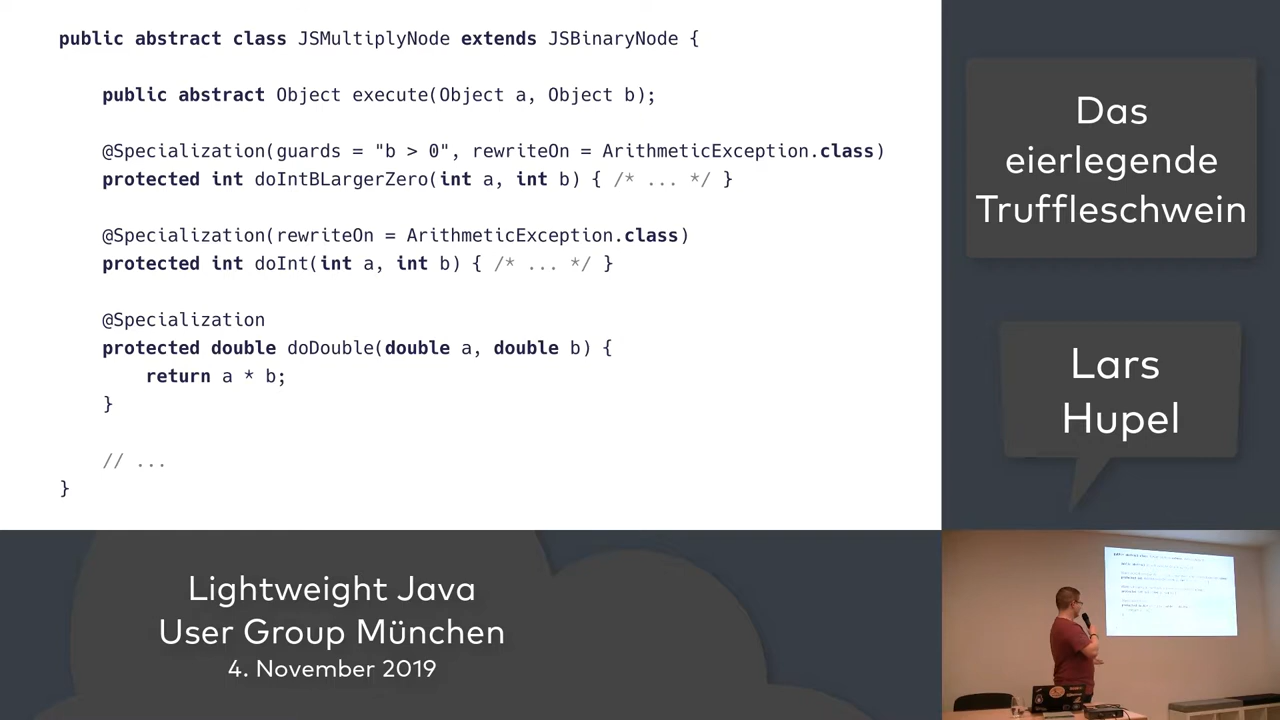 public abstract class JSMultiplyNode extends JSBinaryNode {
public abstract Object execute(Object a, Object b);
@Specialization(guards = "b > 0", rewriteOn = ArithmeticException.class)
protected int doIntBLargerZero(int a, int b) { /* ... */ }
@Specialization(rewriteOn = ArithmeticException.class)
protected int doInt(int a, int b) { /* ... */ }
@Specialization
protected double doDouble(double a, double b) {
return a * b;
}
// ...
}
Das
eierlegende
Truffleschwein
Lars
Hupel
Lightweight Java
User Group München
4. November 2019